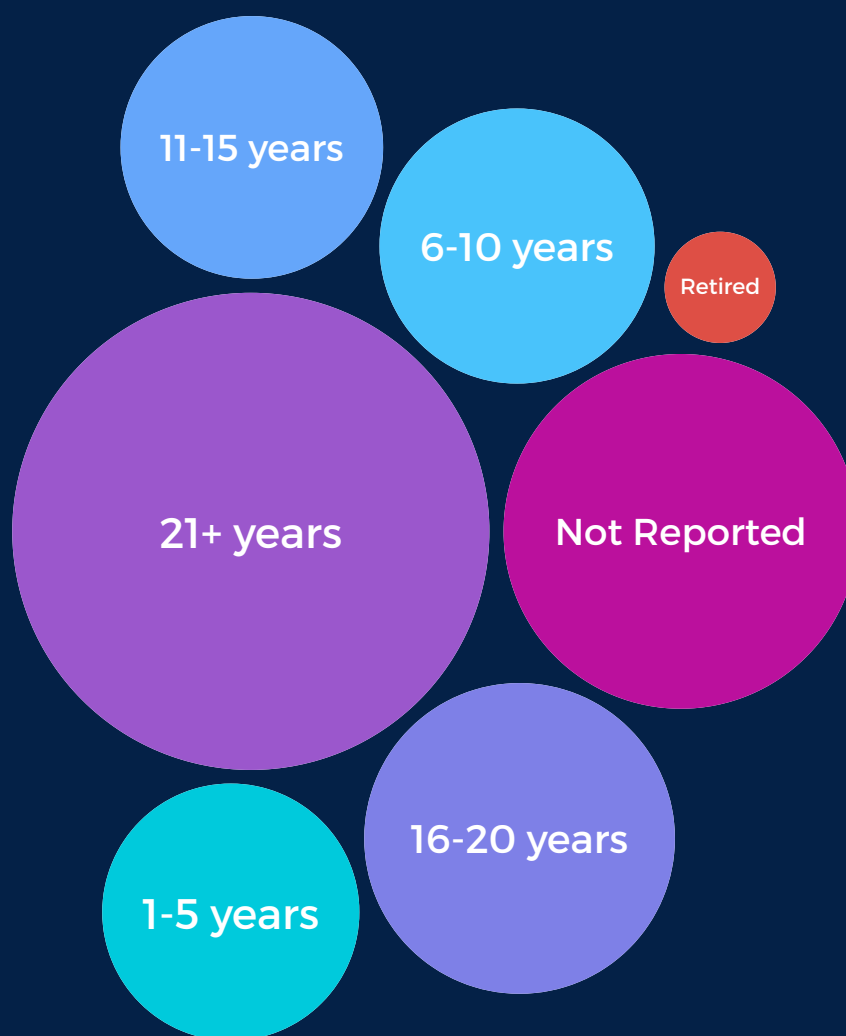 11-15 years
6-10 years
Retired
21+ years
Not Reported
16-20 years
1-5 years